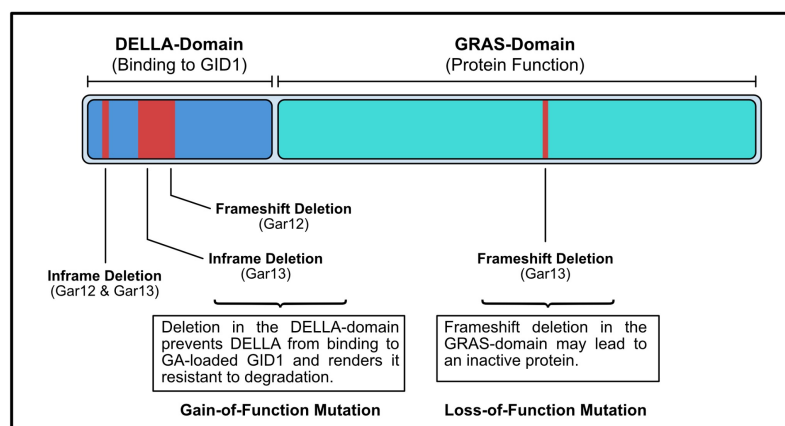 DELLA-Domain
(Binding to GID1)
GRAS-Domain
(Protein Function)
Frameshift Deletion
(Gar12)
Inframe Deletion
(Gar12 & Gar13)
Inframe Deletion
(Gar13)
Frameshift Deletion
(Gar13)
Deletion in the DELLA-domain
prevents DELLA from binding to
GA-loaded GID1 and renders it
resistant to degradation.
Frameshift deletion in the
GRAS-domain may lead to
an inactive protein.
Gain-of-Function Mutation
Loss-of-Function Mutation